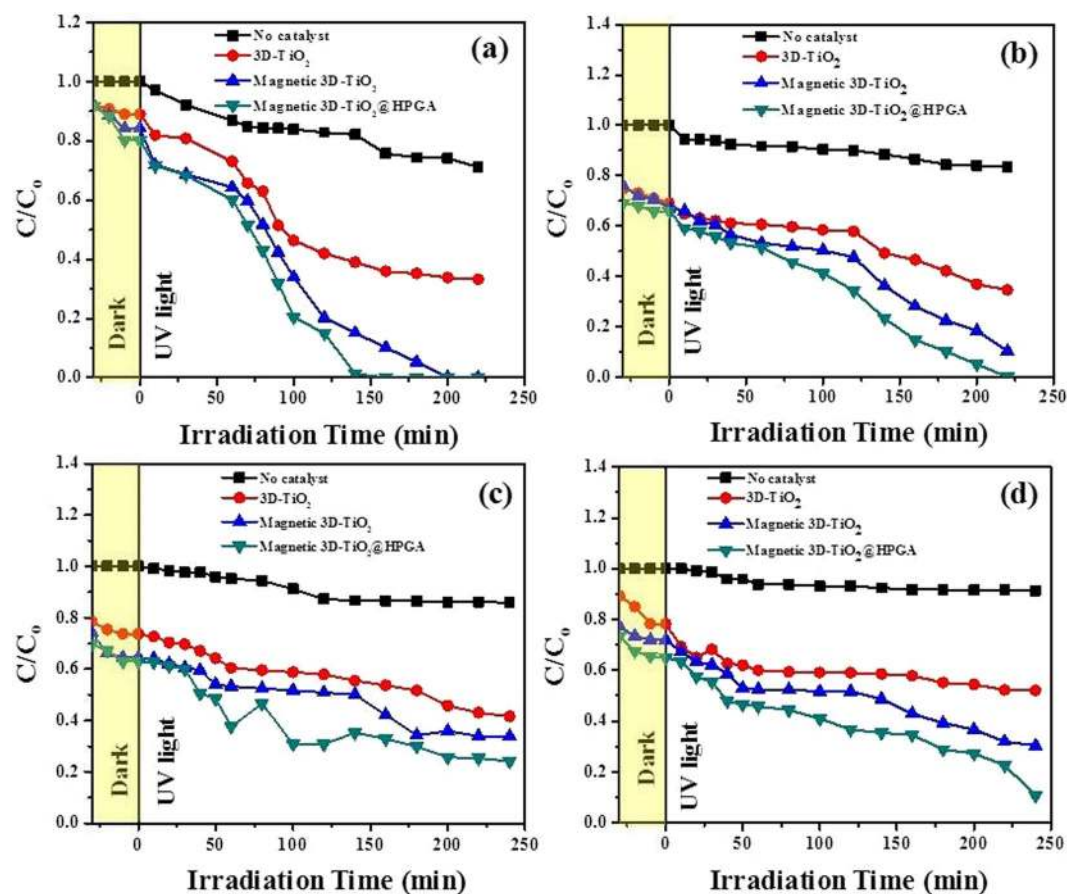 (a)
No catalyst
3D-TiO2
Magnetic 3D-TiO2
Magnetic 3D-TiO2@HPGA
1.2
1.0
0.8
0.6
0.4
0.2
0.0
C/Co
Dark
UV light
0 50 100 150 200 250
Irradiation Time (min)
(b)
No catalyst
3D-TiO2
Magnetic 3D-TiO2
Magnetic 3D-TiO2@HPGA
1.4
1.2
1.0
0.8
0.6
0.4
0.2
0.0
C/Co
Dark
UV light
0 50 100 150 200 250
Irradiation Time (min)
(c)
No catalyst
3D-TiO2
Magnetic 3D-TiO2
Magnetic 3D-TiO2@HPGA
1.4
1.2
1.0
0.8
0.6
0.4
0.2
0.0
C/Co
Dark
UV light
0 50 100 150 200 250
Irradiation Time (min)
(d)
No catalyst
3D-TiO2
Magnetic 3D-TiO2
Magnetic 3D-TiO2@HPGA
1.4
1.2
1.0
0.8
0.6
0.4
0.2
0.0
C/Co
Dark
UV light
0 50 100 150 200 250
Irradiation Time (min)